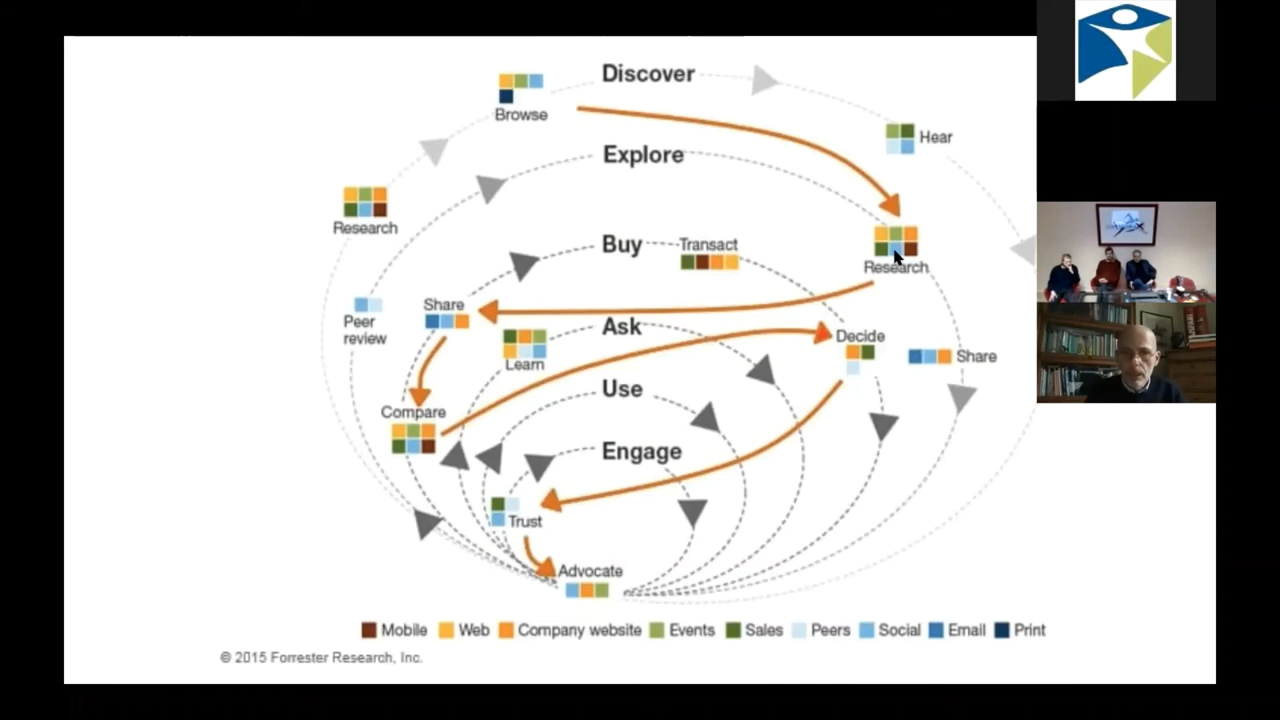 Discover
Browse
Hear
Explore
Research
Buy
Transact
Research
Share
Peer
review
Ask
Learn
Decide
Share
Use
Compare
Engage
Trust
Advocate
Mobile Web Company website Events Sales Peers Social Email Print
© 2015 Forrester Research, Inc.